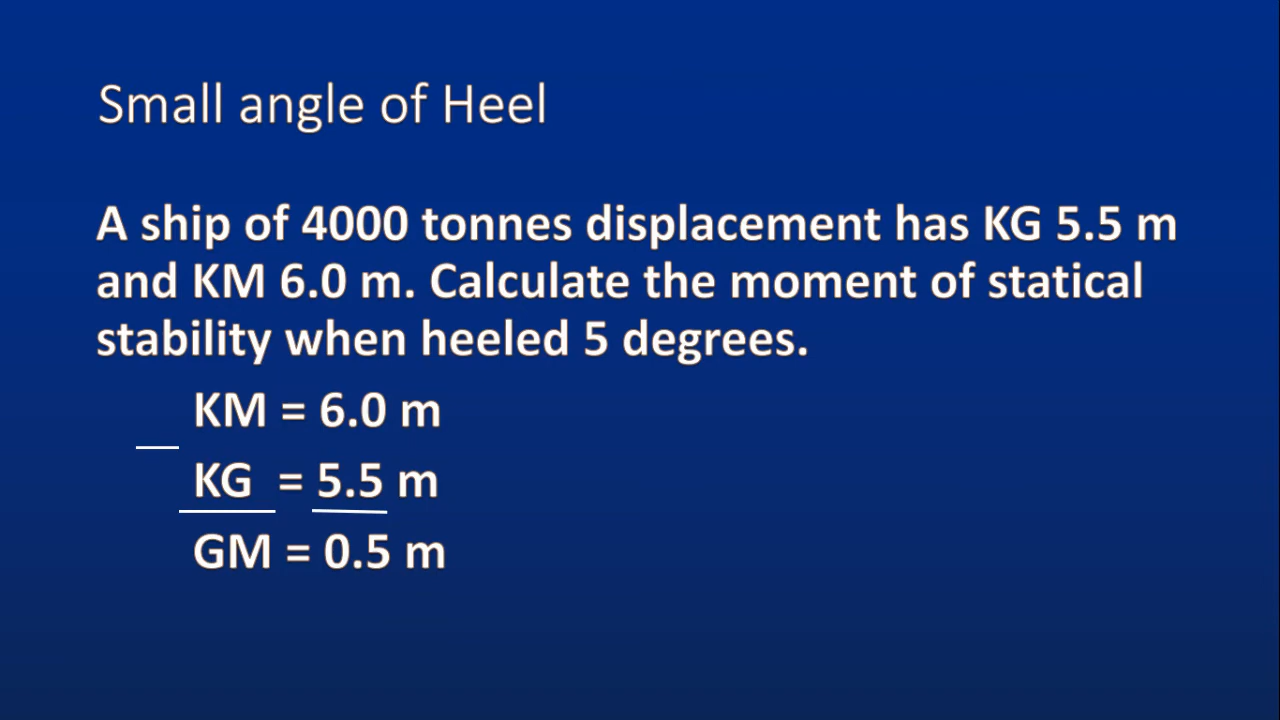 Small angle of Heel
A ship of 4000 tonnes displacement has KG 5.5 m
and KM 6.0 m. Calculate the moment of statical
stability when heeled 5 degrees.
KM = 6.0 m
KG = 5.5 m
GM = 0.5 m